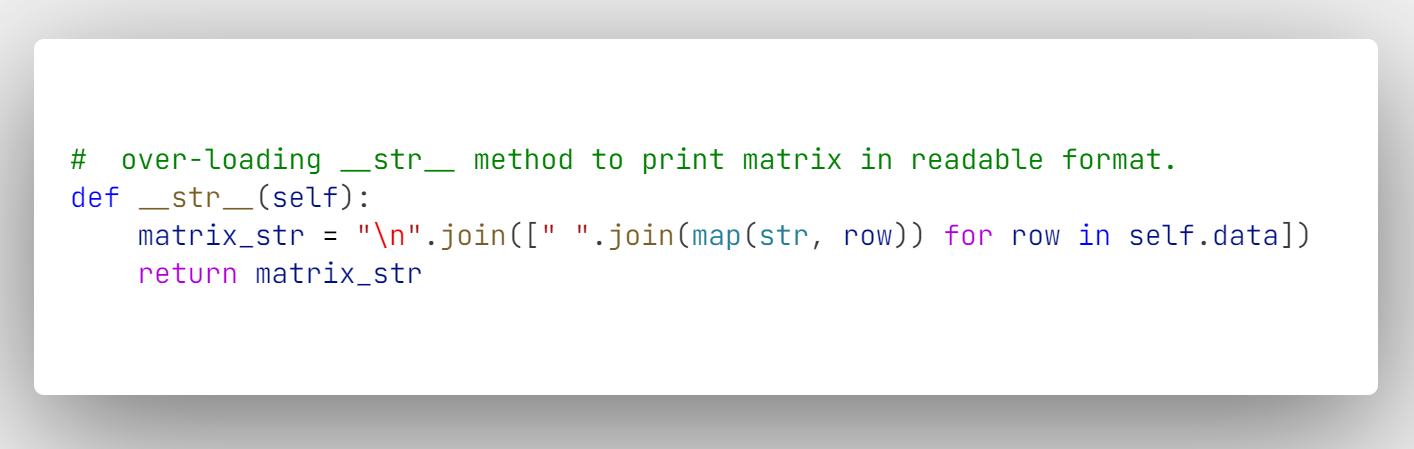 #  over-loading __str__ method to print matrix in readable format.
def __str__(self):
    matrix_str = "\n".join([" ".join(map(str, row)) for row in self.data])
    return matrix_str